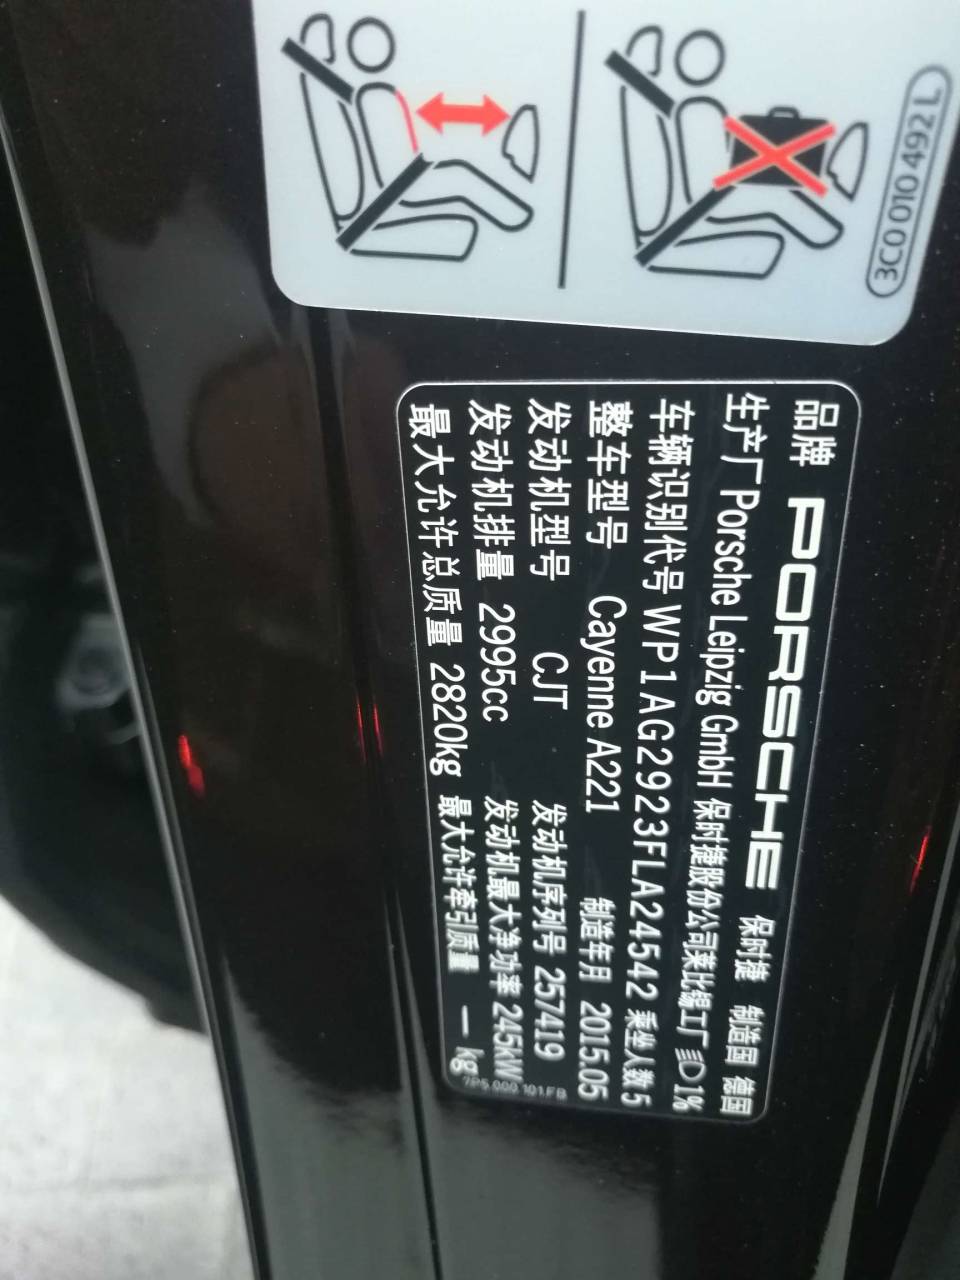 3C0 010 492 L
品牌 PORSCHE 保时捷 制造国 德国
生产厂 Porsche Leipzig GmbH 保时捷股份公司莱比锡工厂 1%
车辆识别代号 WP1AG2923FLA24542 乘坐人数 5
整车型号 Cayenne A221 制造年月 2015.05
发动机型号 CJT 发动机序列号 257419
发动机排量 2995cc 发动机最大净功率 245kW
最大允许总质量 2820kg 最大允许牵引质量 — kg
7P5.000.101.FB